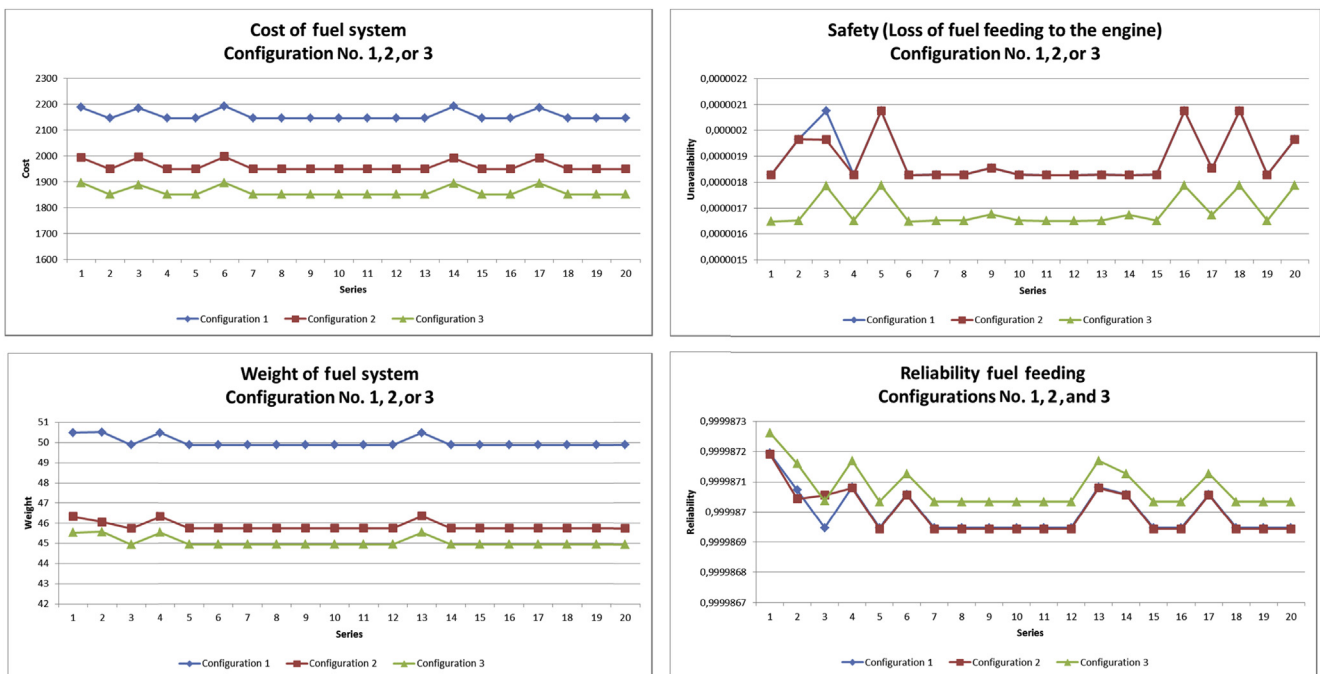 Cost of fuel system
Configuration No. 1, 2, or 3
Cost
2300
2200
2100
2000
1900
1800
1700
1600
1 2 3 4 5 6 7 8 9 10 11 12 13 14 15 16 17 18 19 20
Series
Configuration 1 Configuration 2 Configuration 3
Safety (Loss of fuel feeding to the engine)
Configuration No. 1, 2, or 3
Unavailability
0,0000022
0,0000021
0,000002
0,0000019
0,0000018
0,0000017
0,0000016
0,0000015
1 2 3 4 5 6 7 8 9 10 11 12 13 14 15 16 17 18 19 20
Series
Configuration 1 Configuration 2 Configuration 3
Weight of fuel system
Configuration No. 1, 2, or 3
Weight
51
50
49
48
47
46
45
44
43
42
1 2 3 4 5 6 7 8 9 10 11 12 13 14 15 16 17 18 19 20
Series
Configuration 1 Configuration 2 Configuration 3
Reliability fuel feeding
Configurations No. 1, 2, and 3
Reliability
0,9999873
0,9999872
0,9999871
0,999987
0,9999869
0,9999868
0,9999867
1 2 3 4 5 6 7 8 9 10 11 12 13 14 15 16 17 18 19 20
Series
Configuration 1 Configuration 2 Configuration 3